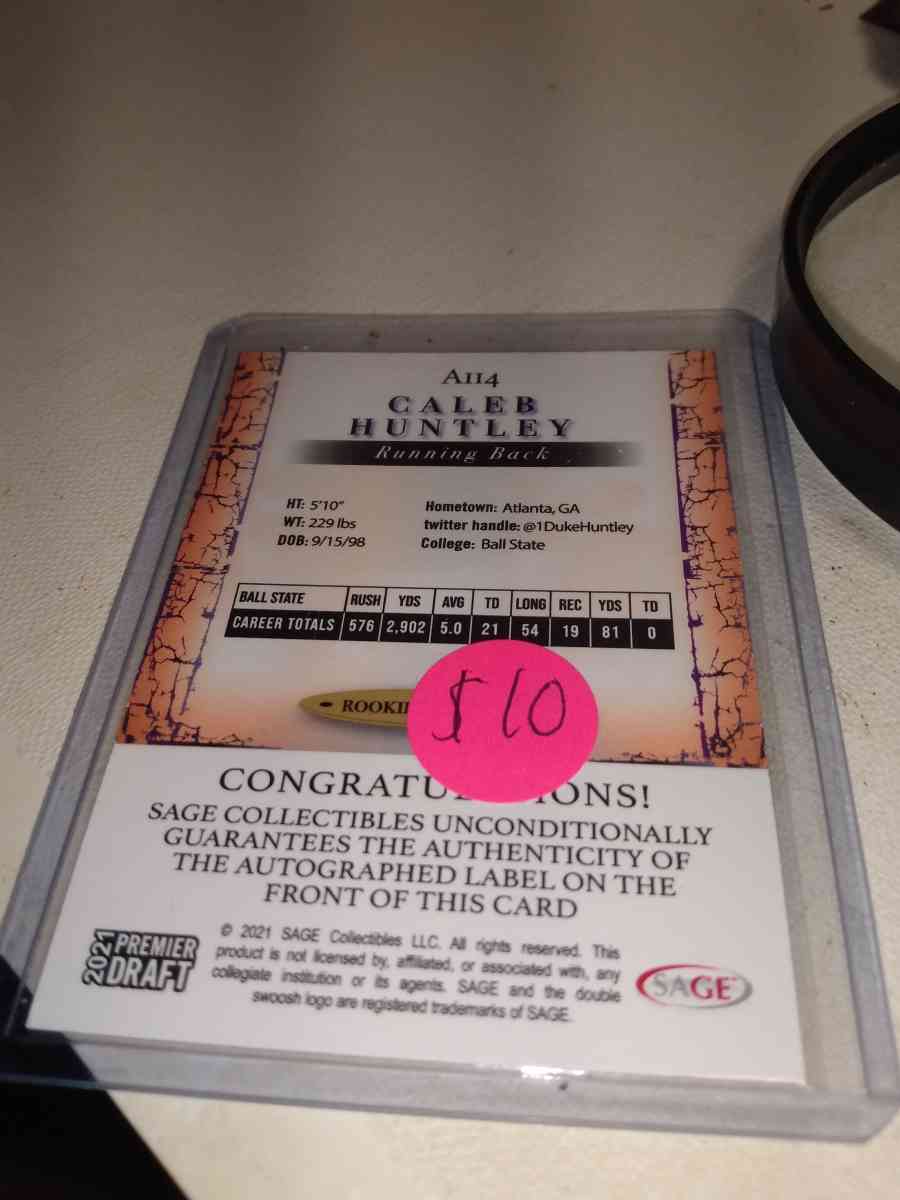 A114
CALEB
HUNTLEY
Running Back
HT: 5'10"
WT: 229 lbs
DOB: 9/15/98
Hometown: Atlanta, GA
twitter handle: @1DukeHuntley
College: Ball State
BALL STATE RUSH YDS AVG TD LONG REC YDS TD
CAREER TOTALS 576 2,902 5.0 21 54 19 81 0
$10
SAGE COLLECTIBLES UNCONDITIONALLY
GUARANTEES THE AUTHENTICITY OF
THE AUTOGRAPHED LABEL ON THE
FRONT OF THIS CARD
2021 PREMIER
DRAFT
© 2021 SAGE Collectibles LLC. All rights reserved. This
product is not licensed by, affiliated, or associated with, any
collegiate institution or its agents. SAGE and the double
swoosh logo are registered trademarks of SAGE.
SAGE